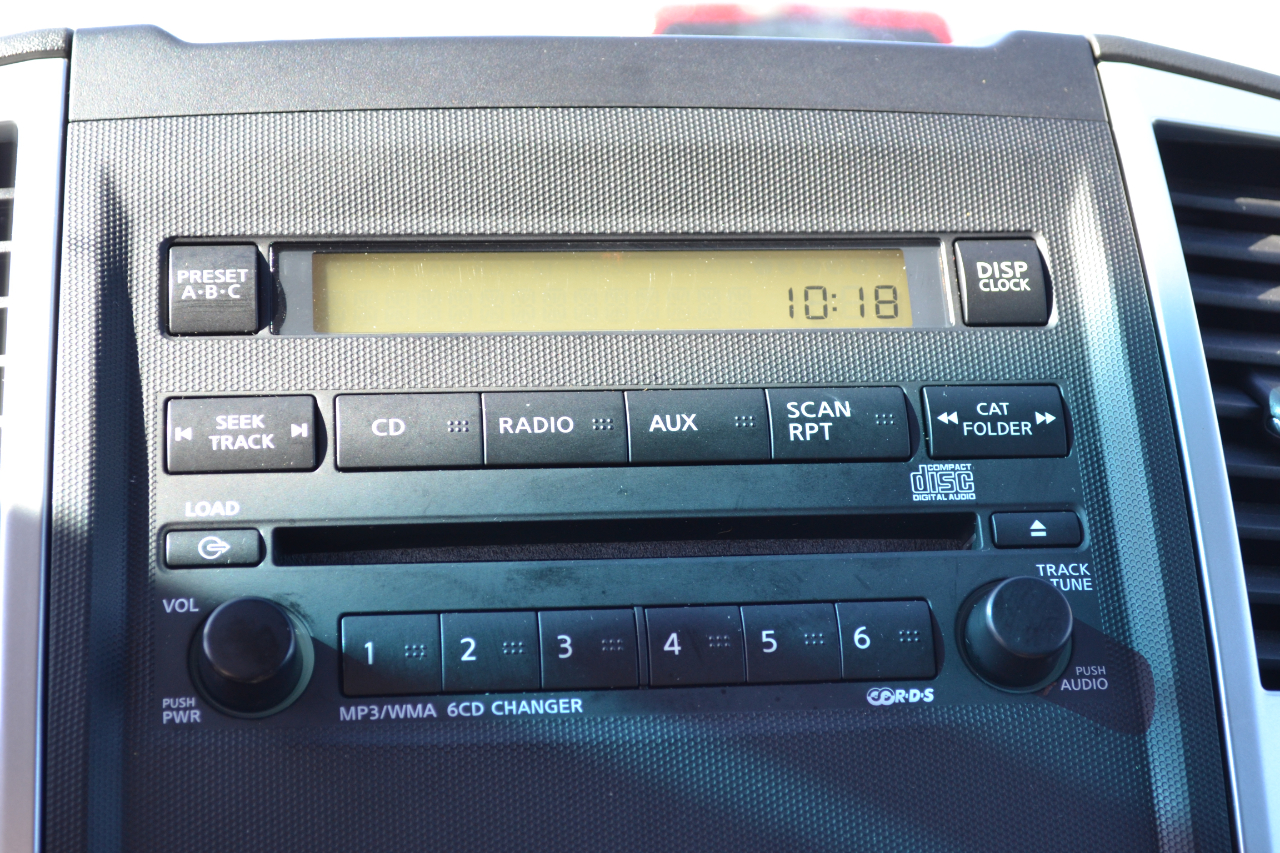 PRESET
A·B·C
10:18
DISP
CLOCK
SEEK
TRACK
CD
RADIO
AUX
SCAN
RPT
CAT
FOLDER
COMPACT
disc
DIGITAL AUDIO
LOAD
TRACK
TUNE
VOL
1
2
3
4
5
6
PUSH
PWR
PUSH
AUDIO
MP3/WMA 6CD CHANGER
R·D·S